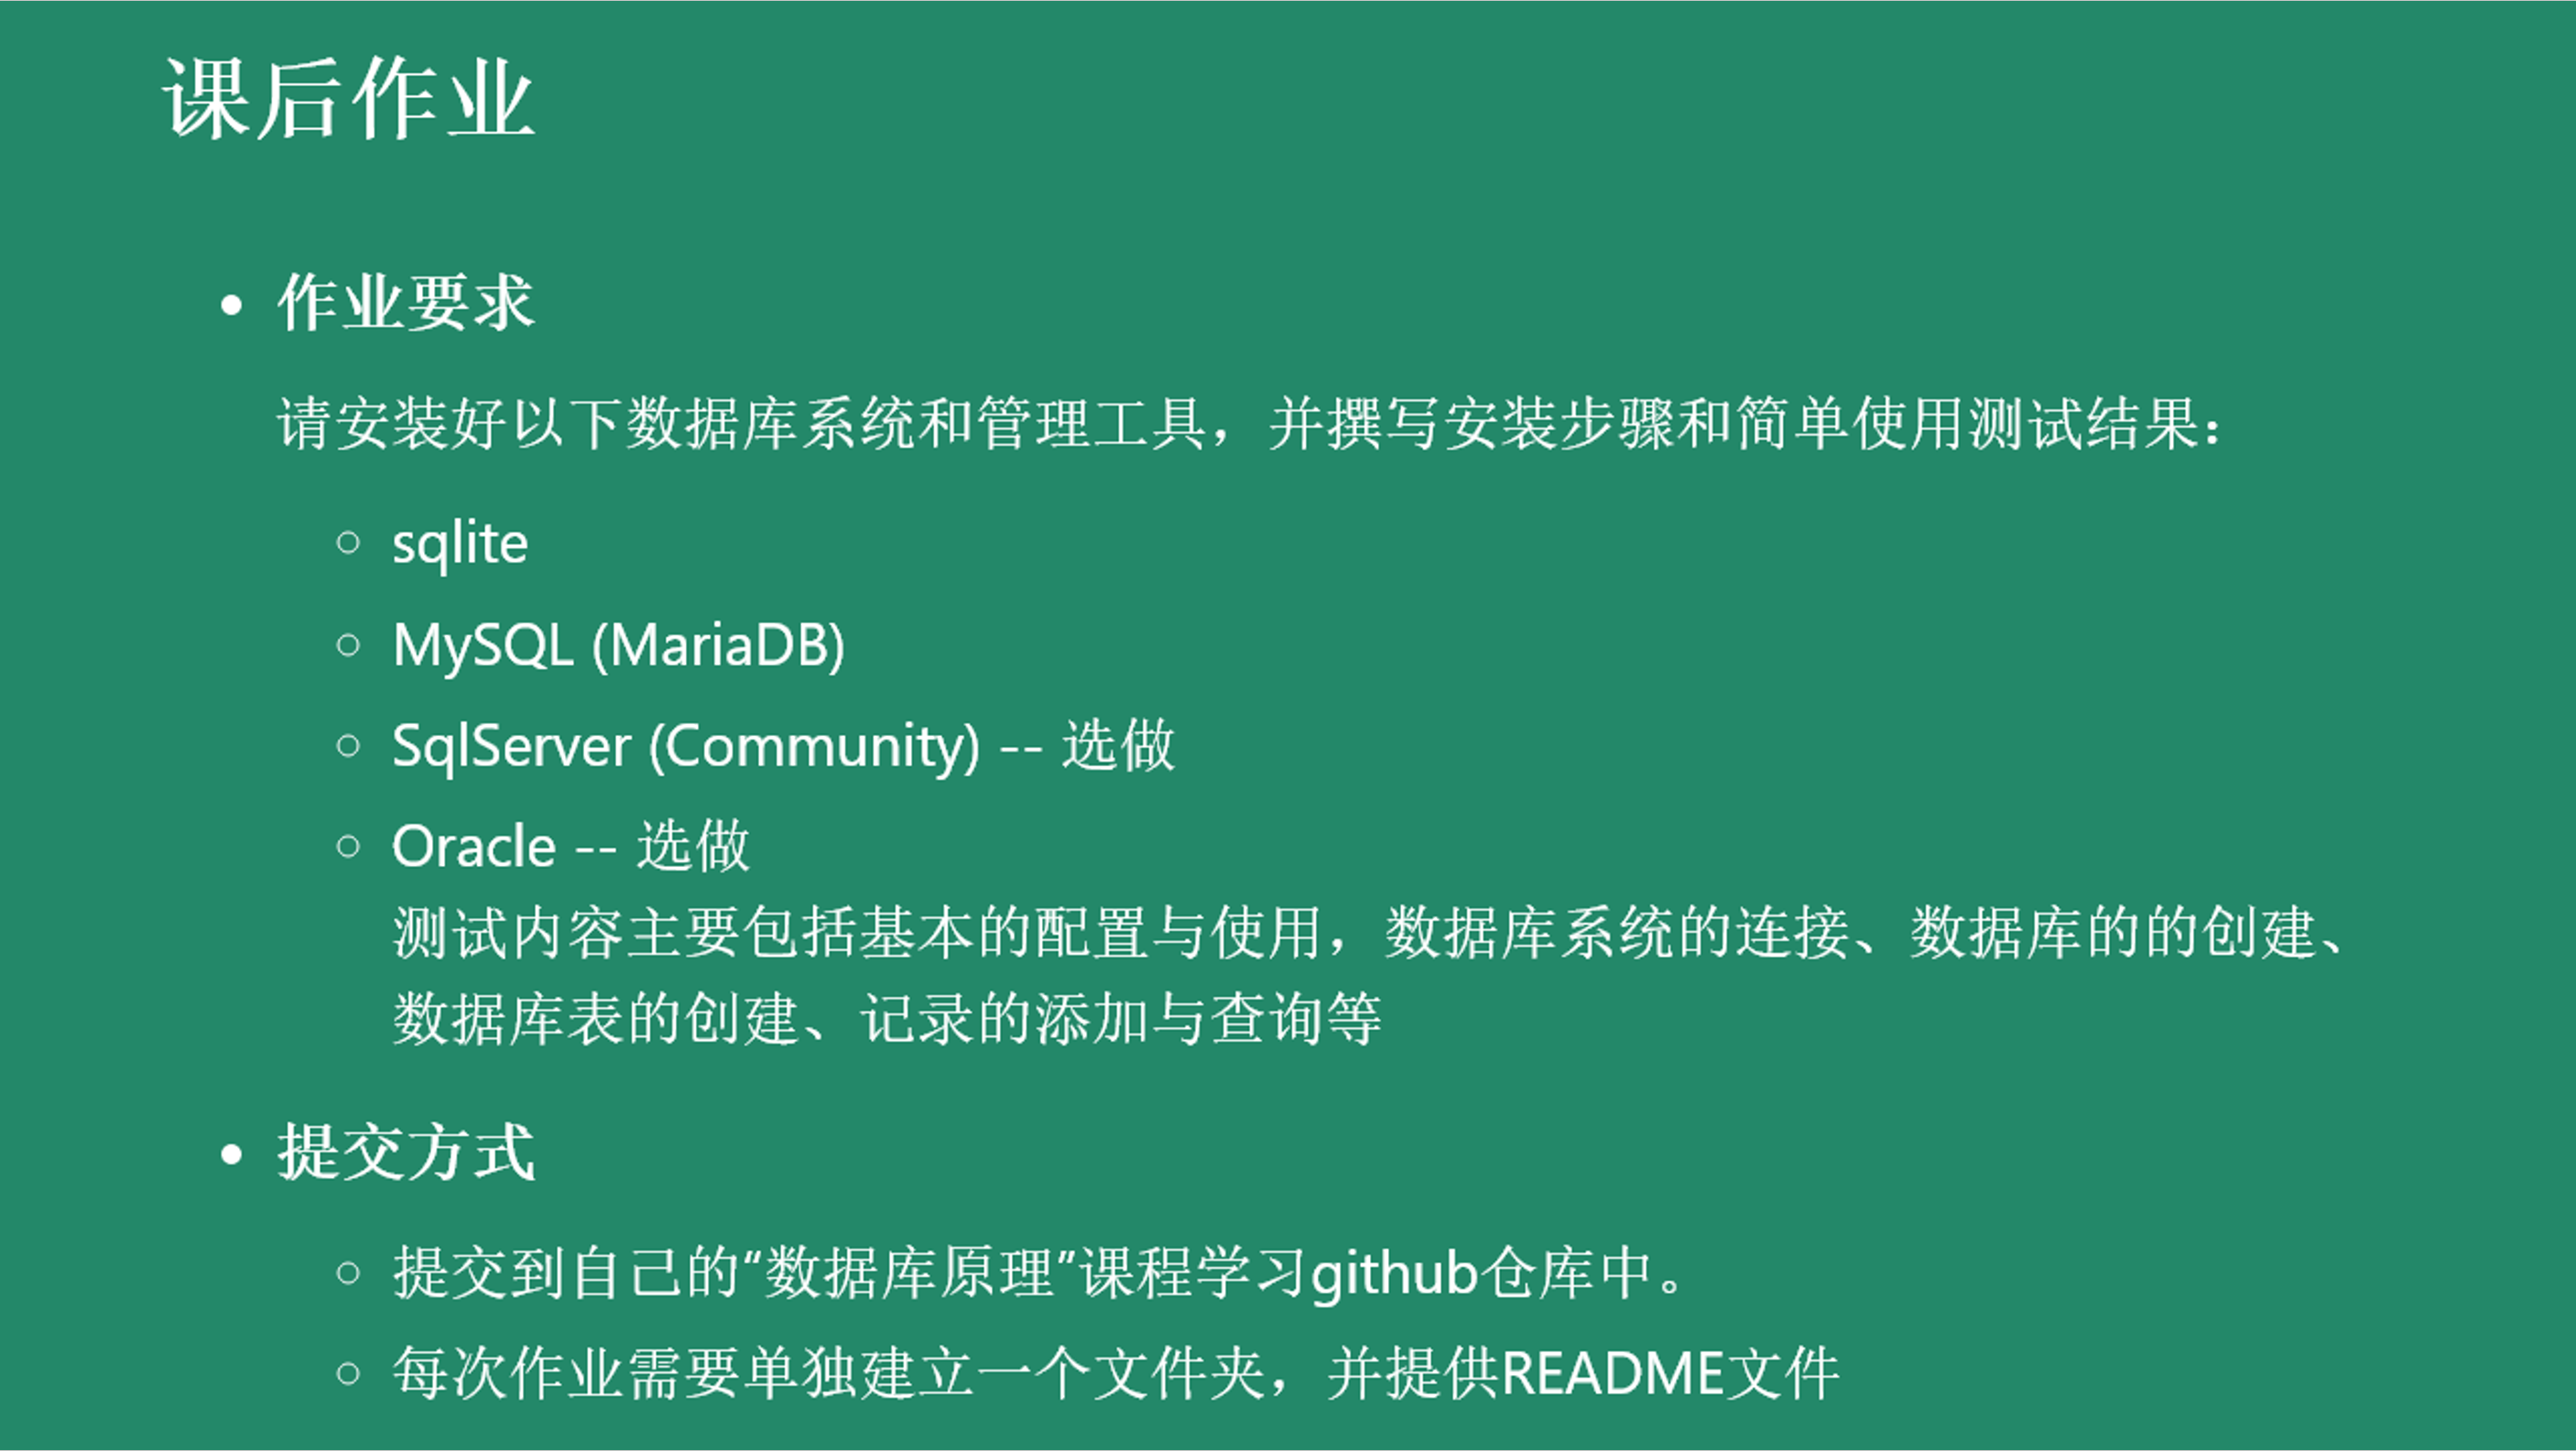 课后作业
• 作业要求
请安装好以下数据库系统和管理工具，并撰写安装步骤和简单使用测试结果：
○ sqlite
○ MySQL (MariaDB)
○ SqlServer (Community) -- 选做
○ Oracle -- 选做
测试内容主要包括基本的配置与使用，数据库系统的连接、数据库的的创建、
数据库表的创建、记录的添加与查询等
• 提交方式
○ 提交到自己的“数据库原理”课程学习github仓库中。
○ 每次作业需要单独建立一个文件夹，并提供README文件